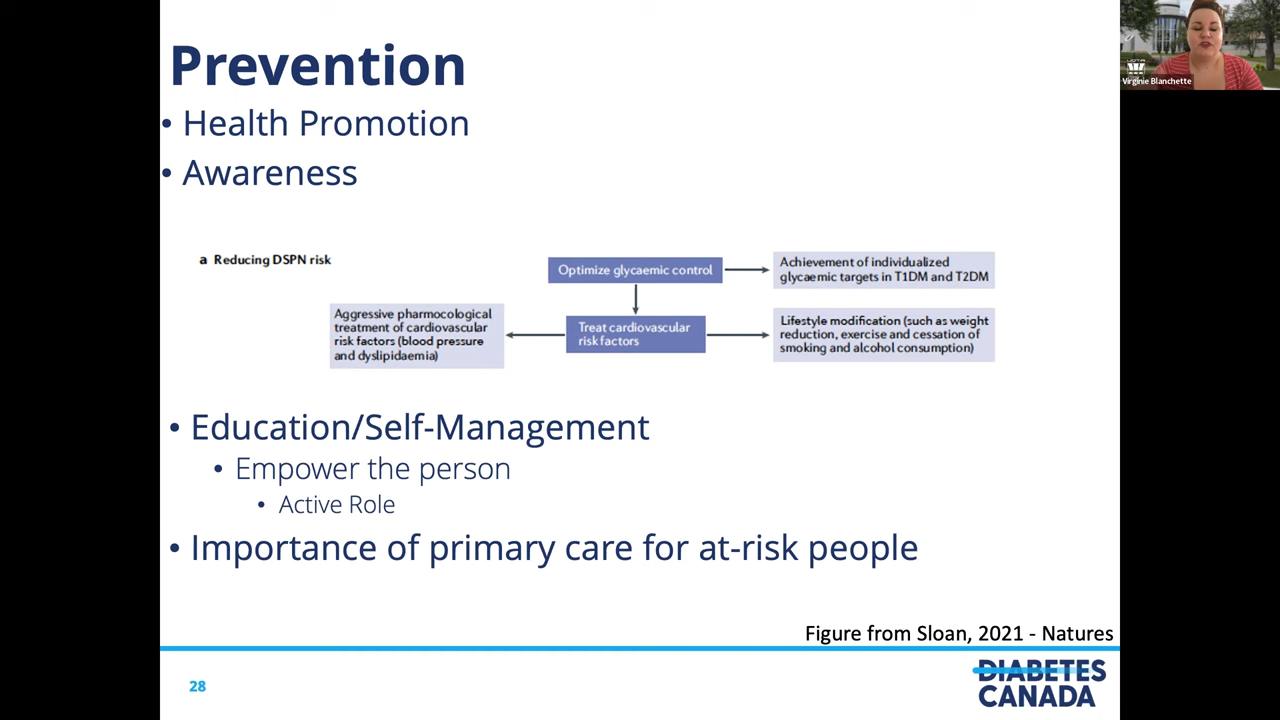 Prevention
• Health Promotion
• Awareness
a Reducing DSPN risk
Optimize glycaemic control
Achievement of individualized
glycaemic targets in T1DM and T2DM
Aggressive pharmocological
treatment of cardiovascular
risk factors (blood pressure
and dyslipidaemia)
Treat cardiovascular
risk factors
Lifestyle modification (such as weight
reduction, exercise and cessation of
smoking and alcohol consumption)
• Education/Self-Management
• Empower the person
• Active Role
• Importance of primary care for at-risk people
Figure from Sloan, 2021 - Natures
28
DIABETES
CANADA
Virginie Blanchette